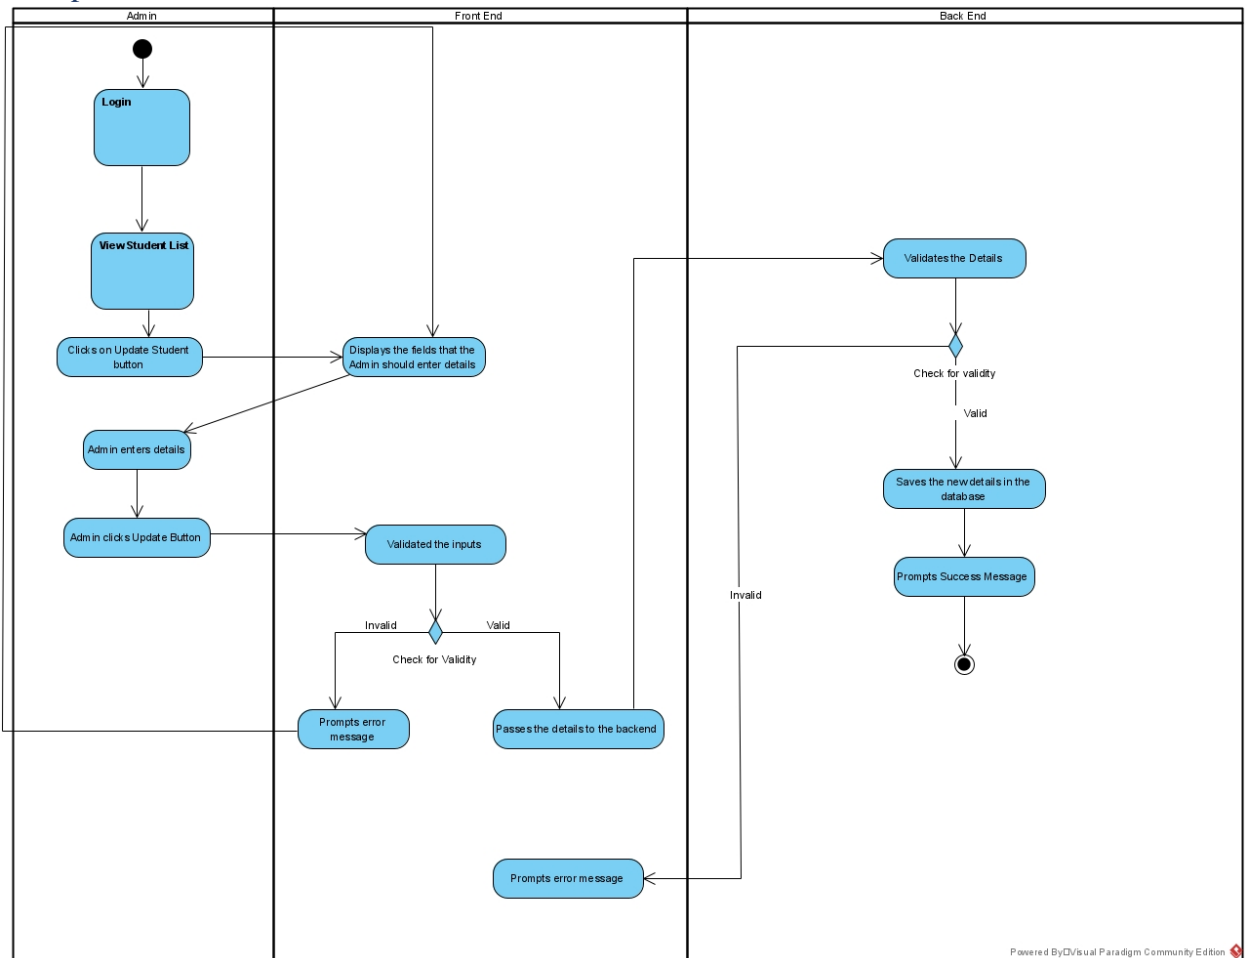 Admin
Front End
Back End
Login
View Student List
Validates the Details
Clicks on Update Student
button
Displays the fields that the
Admin should enter details
Check for validity
Valid
Admin enters details
Saves the new details in the
database
Admin clicks Update Button
Validated the inputs
Prompts Success Message
Invalid
Invalid
Valid
Check for Validity
Prompts error
message
Passes the details to the backend
Prompts error message
Powered By□Visual Paradigm Community Edition